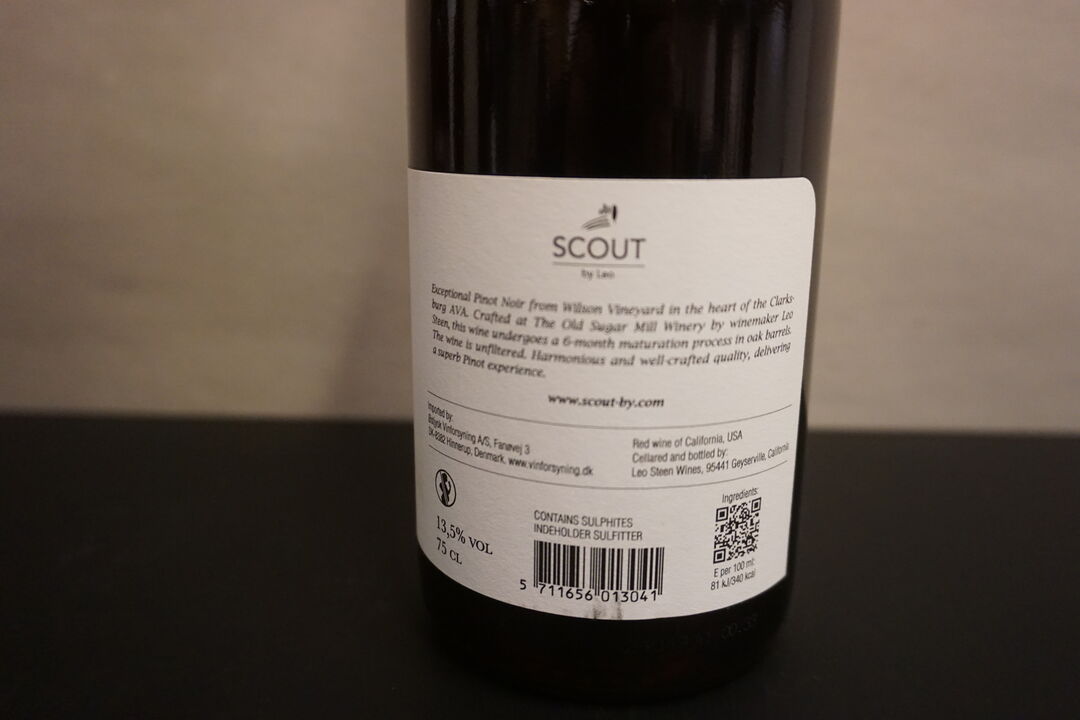 SCOUT
by Leo
Exceptional Pinot Noir from Wilson Vineyard in the heart of the Clarks-
burg AVA. Crafted at The Old Sugar Mill Winery by winemaker Leo
Steen, this wine undergoes a 6-month maturation process in oak barrels.
The wine is unfiltered. Harmonious and well-crafted quality, delivering
a superb Pinot experience.
www.scout-by.com
Imported by:
Østjysk Vinforsyning A/S, Fanøvej 3
DK-8382 Hinnerup, Denmark. www.vinforsyning.dk
Red wine of California, USA
Cellared and bottled by:
Leo Steen Wines, 95441 Geyserville, California
13,5% VOL
75 CL
CONTAINS SULPHITES
INDEHOLDER SULFITTER
5 711656 013041
Ingredients:
E per 100 ml:
81 kJ/340 kcal